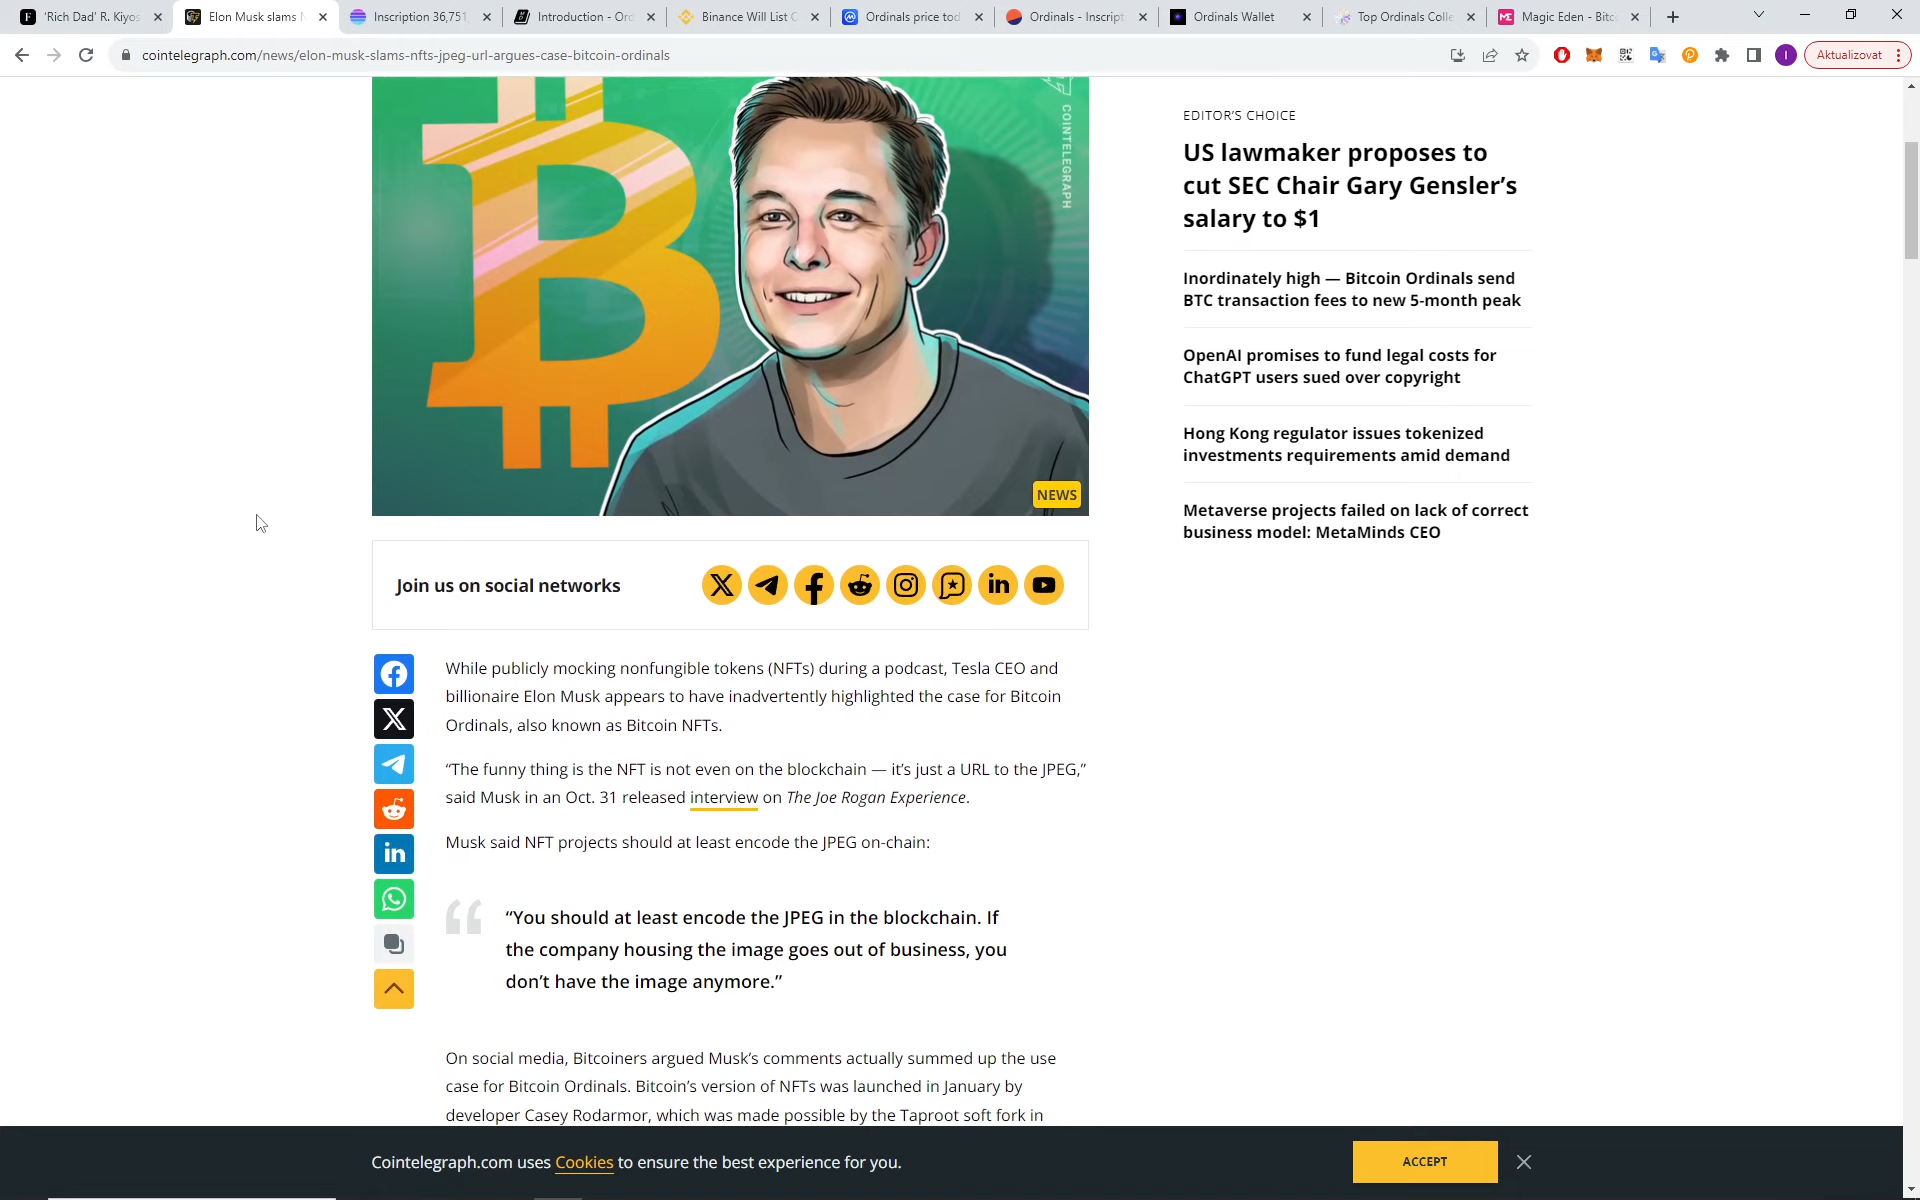 'Rich Dad' R. Kiyos
Elon Musk slams N
Inscription 36,751,
Introduction - Ord
Binance Will List O
Ordinals price tod
Ordinals - Inscript
Ordinals Wallet
Top Ordinals Colle
Magic Eden - Bitc
cointelegraph.com/news/elon-musk-slams-nfts-jpeg-url-argues-case-bitcoin-ordinals
Aktualizovat
COINTELEGRAPH
NEWS
EDITOR'S CHOICE
US lawmaker proposes to
cut SEC Chair Gary Gensler’s
salary to $1
Inordinately high — Bitcoin Ordinals send
BTC transaction fees to new 5-month peak
OpenAI promises to fund legal costs for
ChatGPT users sued over copyright
Hong Kong regulator issues tokenized
investments requirements amid demand
Metaverse projects failed on lack of correct
business model: MetaMinds CEO
Join us on social networks
While publicly mocking nonfungible tokens (NFTs) during a podcast, Tesla CEO and
billionaire Elon Musk appears to have inadvertently highlighted the case for Bitcoin
Ordinals, also known as Bitcoin NFTs.
“The funny thing is the NFT is not even on the blockchain — it’s just a URL to the JPEG,”
said Musk in an Oct. 31 released interview on The Joe Rogan Experience.
Musk said NFT projects should at least encode the JPEG on-chain:
“You should at least encode the JPEG in the blockchain. If
the company housing the image goes out of business, you
don’t have the image anymore.”
On social media, Bitcoiners argued Musk’s comments actually summed up the use
case for Bitcoin Ordinals. Bitcoin’s version of NFTs was launched in January by
developer Casey Rodarmor, which was made possible by the Taproot soft fork in
Cointelegraph.com uses Cookies to ensure the best experience for you.
ACCEPT